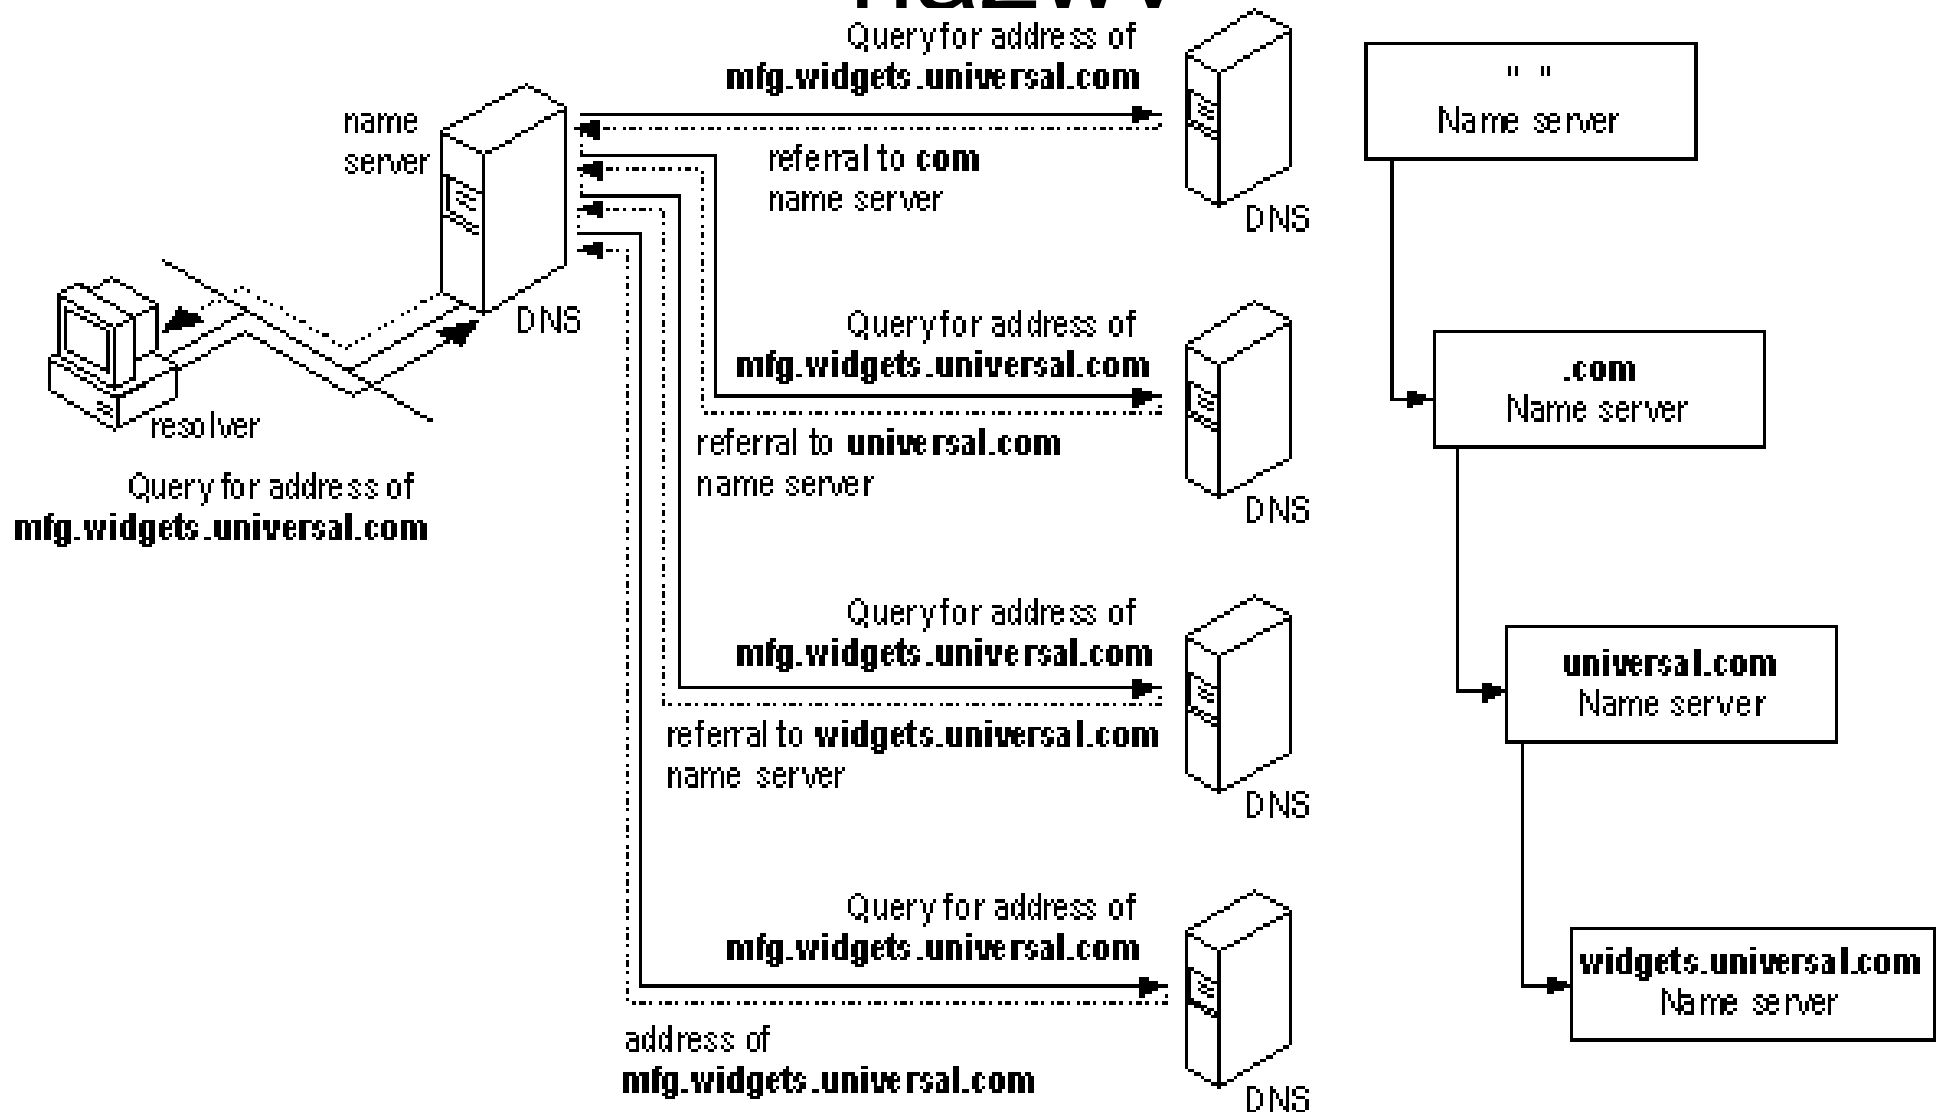 Query for address of
mfg.widgets.universal.com
name
server
referral to com
name server
DNS
" "
Name server
DNS
resolver
Query for address of
mfg.widgets.universal.com
Query for address of
mfg.widgets.universal.com
referral to universal.com
name server
DNS
.com
Name server
Query for address of
mfg.widgets.universal.com
referral to widgets.universal.com
name server
DNS
universal.com
Name server
Query for address of
mfg.widgets.universal.com
address of
mfg.widgets.universal.com
DNS
widgets.universal.com
Name server